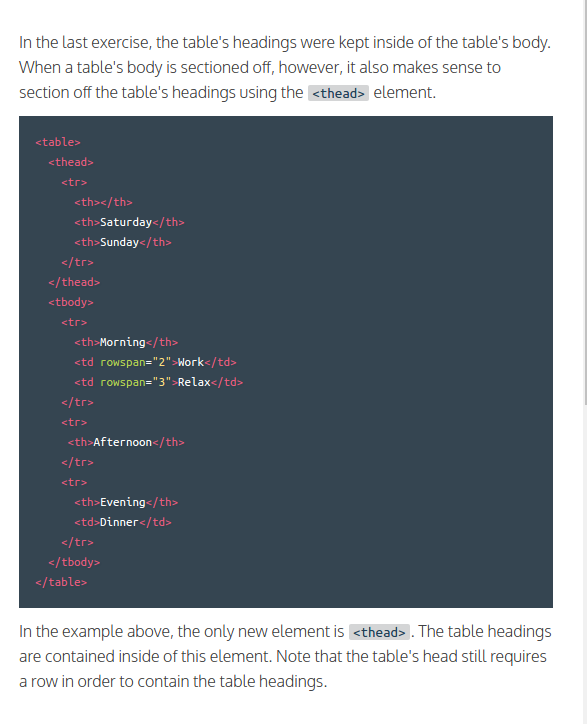 In the last exercise, the table's headings were kept inside of the table's body.
When a table's body is sectioned off, however, it also makes sense to
section off the table's headings using the <thead> element.
<table>
  <thead>
    <tr>
      <th></th>
      <th>Saturday</th>
      <th>Sunday</th>
    </tr>
  </thead>
  <tbody>
    <tr>
      <th>Morning</th>
      <td rowspan="2">Work</td>
      <td rowspan="3">Relax</td>
    </tr>
    <tr>
     <th>Afternoon</th>
    </tr>
    <tr>
      <th>Evening</th>
      <td>Dinner</td>
    </tr>
  </tbody>
</table>
In the example above, the only new element is <thead>. The table headings
are contained inside of this element. Note that the table's head still requires
a row in order to contain the table headings.